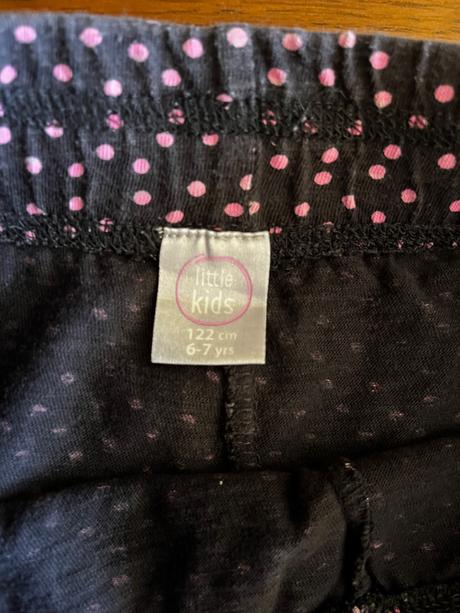 little
kids
122 cm
6-7 yrs